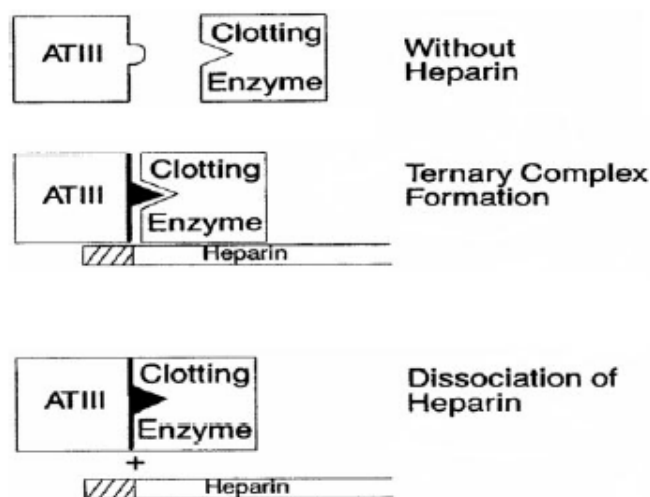 ATIII
Clotting
Enzyme
Without
Heparin
ATIII
Clotting
Enzyme
Heparin
Ternary Complex
Formation
ATIII
Clotting
Enzyme
+
Heparin
Dissociation of
Heparin